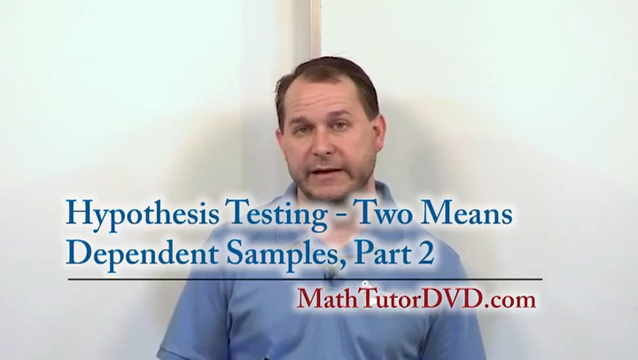 Hypothesis Testing - Two Means
Dependent Samples, Part 2
MathTutorDVD.com